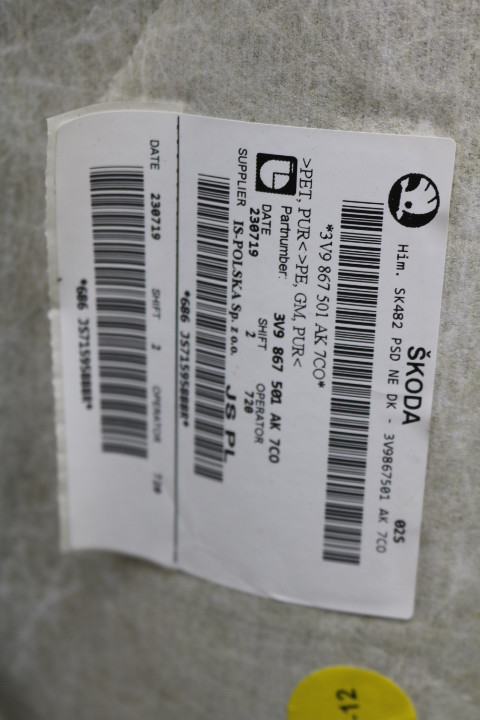 ŠKODA
02S
Him. SK482 PSD NE DK - 3V9867501 AK 7CO
*3V9 867 501 AK 7CO*
>PET, PUR< >PE, GM, PUR<
Partnumber: 3V9 867 501 AK 7CO
DATE SHIFT OPERATOR
230719 2 720
SUPPLIER IS-POLSKA Sp. z o.o. JS PL
DATE 230719 SHIFT 2 OPERATOR 720
12